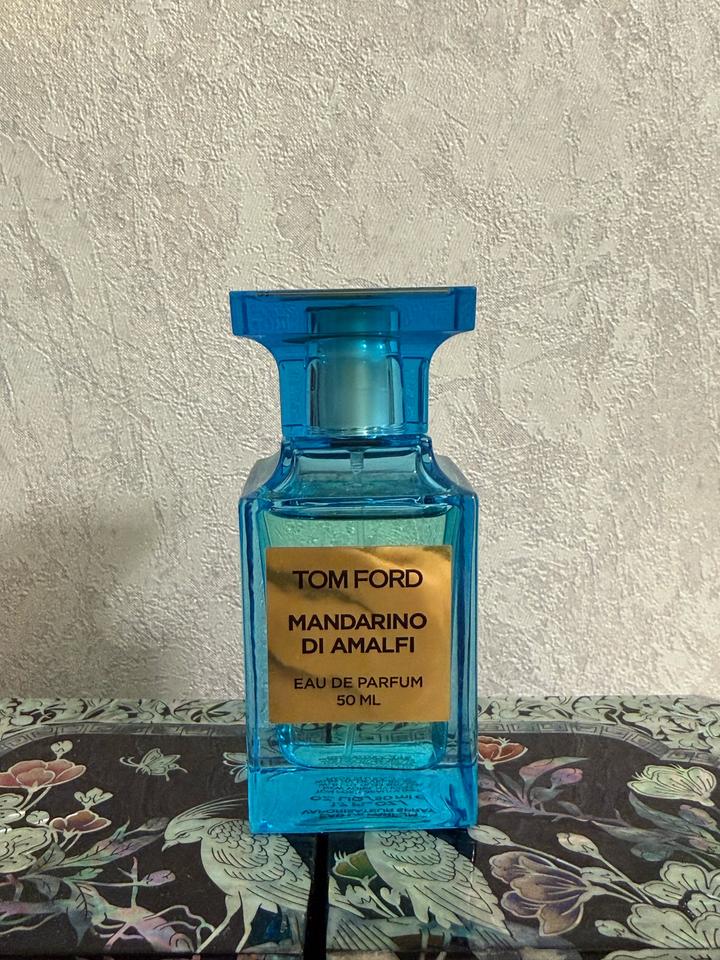 TOM FORD
MANDARINO
DI AMALFI
EAU DE PARFUM
50 ML